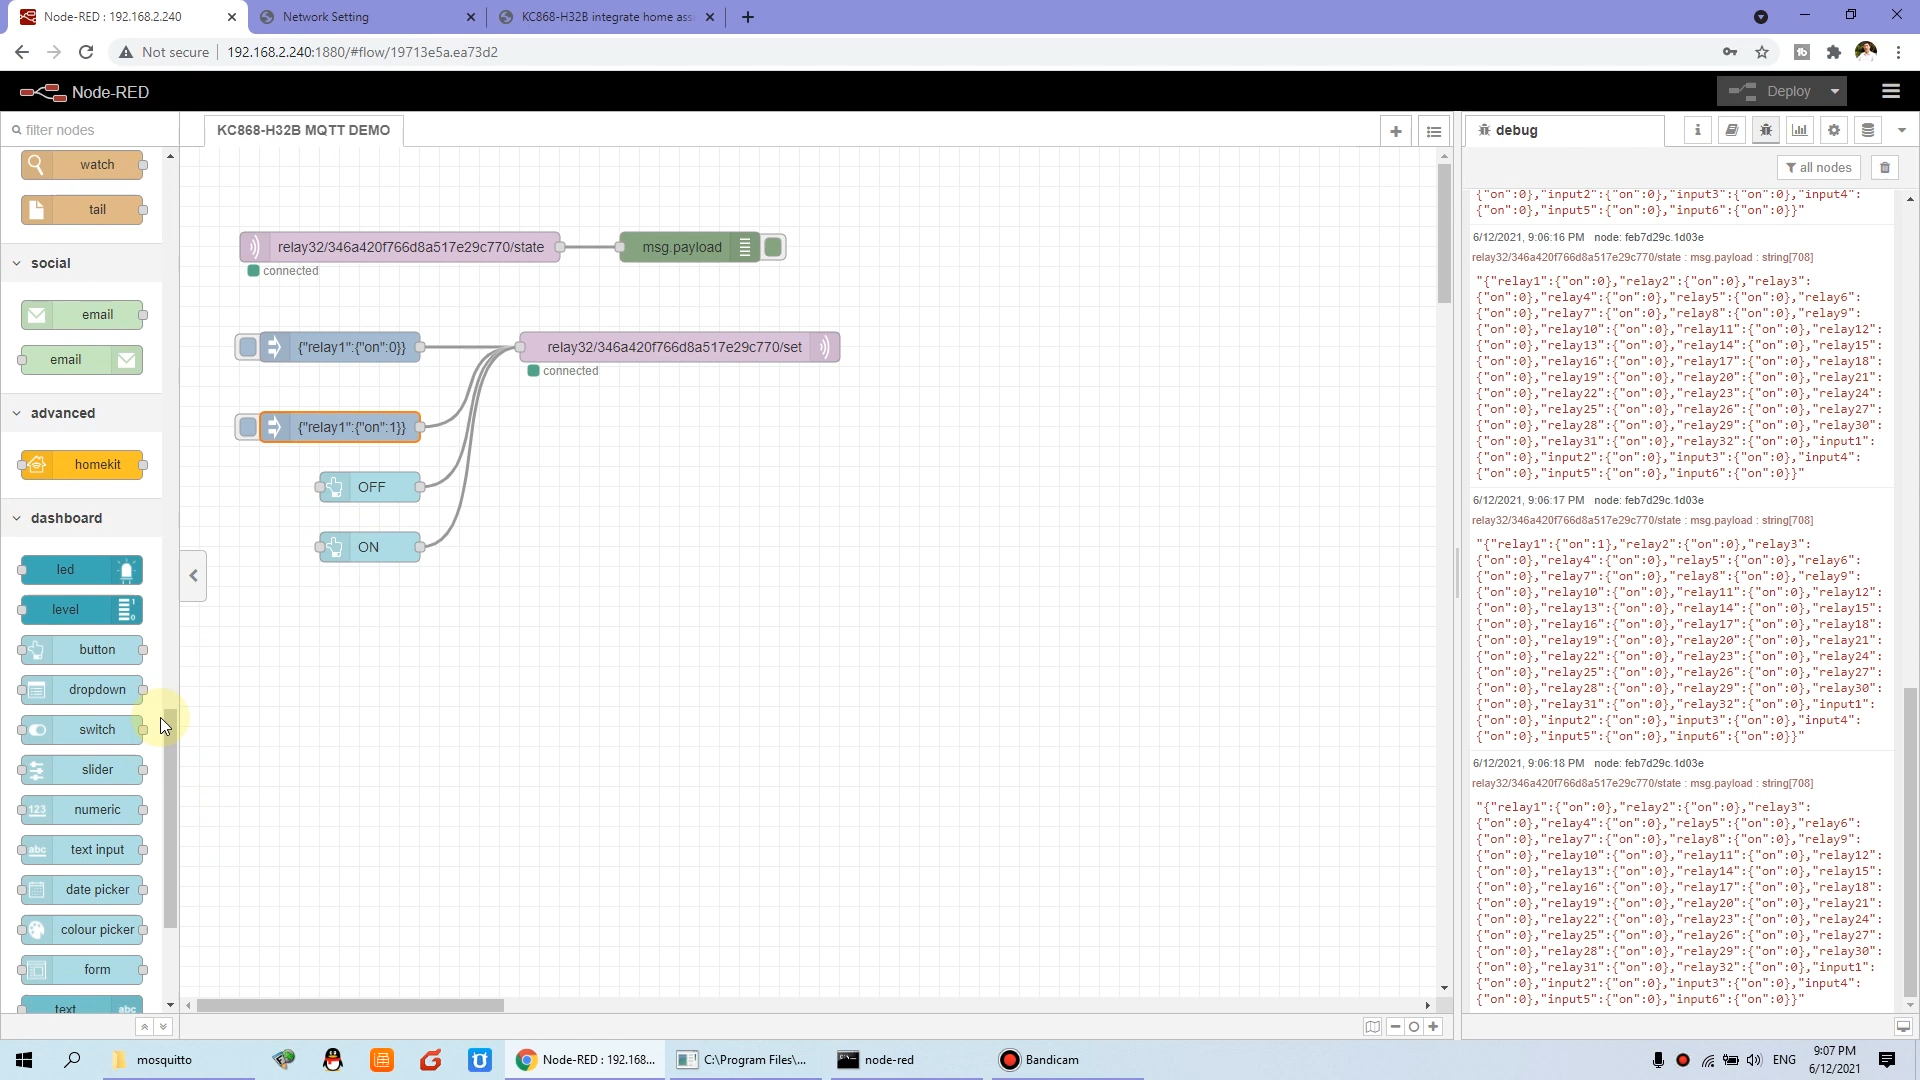 Node-RED : 192.168.2.240
Network Setting
KC868-H32B integrate home assi
Not secure
192.168.2.240:1880/#flow/19713e5a.ea73d2
Node-RED
Deploy
filter nodes
KC868-H32B MQTT DEMO
debug
all nodes
watch
tail
social
email
email
advanced
homekit
dashboard
led
level
button
dropdown
switch
slider
numeric
text input
date picker
colour picker
form
text
relay32/346a420f766d8a517e29c770/state
connected
msg.payload
{"relay1":{"on":0}}
relay32/346a420f766d8a517e29c770/set
connected
{"relay1":{"on":1}}
OFF
ON
{"on":0},"input2":{"on":0},"input3":{"on":0},"input4":
{"on":0},"input5":{"on":0},"input6":{"on":0}}"
6/12/2021, 9:06:16 PM node: feb7d29c.1d03e
relay32/346a420f766d8a517e29c770/state : msg.payload : string[708]
"{"relay1":{"on":0},"relay2":{"on":0},"relay3":
{"on":0},"relay4":{"on":0},"relay5":{"on":0},"relay6":
{"on":0},"relay7":{"on":0},"relay8":{"on":0},"relay9":
{"on":0},"relay10":{"on":0},"relay11":{"on":0},"relay12":
{"on":0},"relay13":{"on":0},"relay14":{"on":0},"relay15":
{"on":0},"relay16":{"on":0},"relay17":{"on":0},"relay18":
{"on":0},"relay19":{"on":0},"relay20":{"on":0},"relay21":
{"on":0},"relay22":{"on":0},"relay23":{"on":0},"relay24":
{"on":0},"relay25":{"on":0},"relay26":{"on":0},"relay27":
{"on":0},"relay28":{"on":0},"relay29":{"on":0},"relay30":
{"on":0},"relay31":{"on":0},"relay32":{"on":0},"input1":
{"on":0},"input2":{"on":0},"input3":{"on":0},"input4":
{"on":0},"input5":{"on":0},"input6":{"on":0}}"
6/12/2021, 9:06:17 PM node: feb7d29c.1d03e
relay32/346a420f766d8a517e29c770/state : msg.payload : string[708]
"{"relay1":{"on":1},"relay2":{"on":0},"relay3":
{"on":0},"relay4":{"on":0},"relay5":{"on":0},"relay6":
{"on":0},"relay7":{"on":0},"relay8":{"on":0},"relay9":
{"on":0},"relay10":{"on":0},"relay11":{"on":0},"relay12":
{"on":0},"relay13":{"on":0},"relay14":{"on":0},"relay15":
{"on":0},"relay16":{"on":0},"relay17":{"on":0},"relay18":
{"on":0},"relay19":{"on":0},"relay20":{"on":0},"relay21":
{"on":0},"relay22":{"on":0},"relay23":{"on":0},"relay24":
{"on":0},"relay25":{"on":0},"relay26":{"on":0},"relay27":
{"on":0},"relay28":{"on":0},"relay29":{"on":0},"relay30":
{"on":0},"relay31":{"on":0},"relay32":{"on":0},"input1":
{"on":0},"input2":{"on":0},"input3":{"on":0},"input4":
{"on":0},"input5":{"on":0},"input6":{"on":0}}"
6/12/2021, 9:06:18 PM node: feb7d29c.1d03e
relay32/346a420f766d8a517e29c770/state : msg.payload : string[708]
"{"relay1":{"on":0},"relay2":{"on":0},"relay3":
{"on":0},"relay4":{"on":0},"relay5":{"on":0},"relay6":
{"on":0},"relay7":{"on":0},"relay8":{"on":0},"relay9":
{"on":0},"relay10":{"on":0},"relay11":{"on":0},"relay12":
{"on":0},"relay13":{"on":0},"relay14":{"on":0},"relay15":
{"on":0},"relay16":{"on":0},"relay17":{"on":0},"relay18":
{"on":0},"relay19":{"on":0},"relay20":{"on":0},"relay21":
{"on":0},"relay22":{"on":0},"relay23":{"on":0},"relay24":
{"on":0},"relay25":{"on":0},"relay26":{"on":0},"relay27":
{"on":0},"relay28":{"on":0},"relay29":{"on":0},"relay30":
{"on":0},"relay31":{"on":0},"relay32":{"on":0},"input1":
{"on":0},"input2":{"on":0},"input3":{"on":0},"input4":
{"on":0},"input5":{"on":0},"input6":{"on":0}}"
mosquitto
Node-RED : 192.168...
C:\Program Files\...
node-red
Bandicam
ENG
9:07 PM
6/12/2021